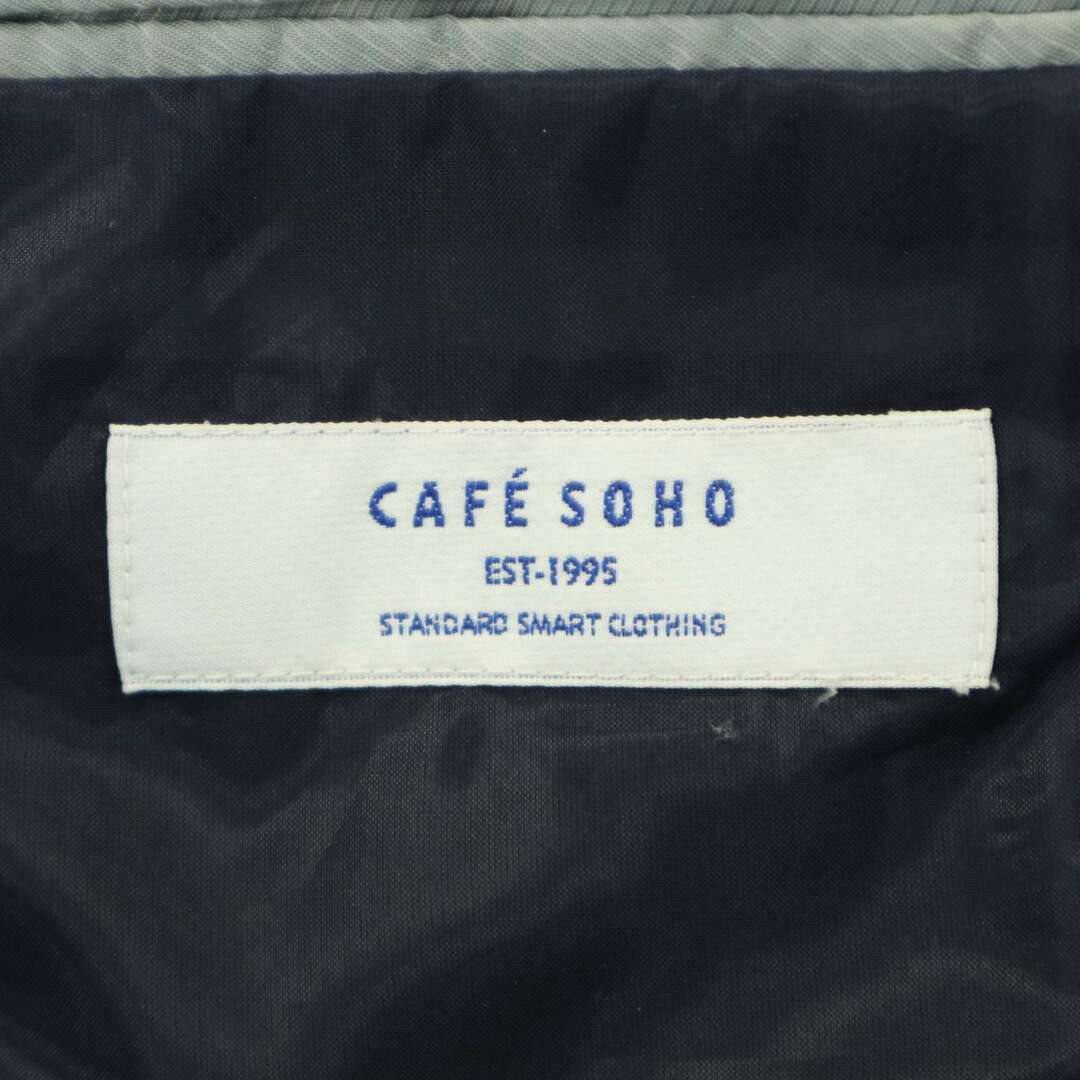 CAFÉ SOHO
EST-1995
STANDARD SMART CLOTHING